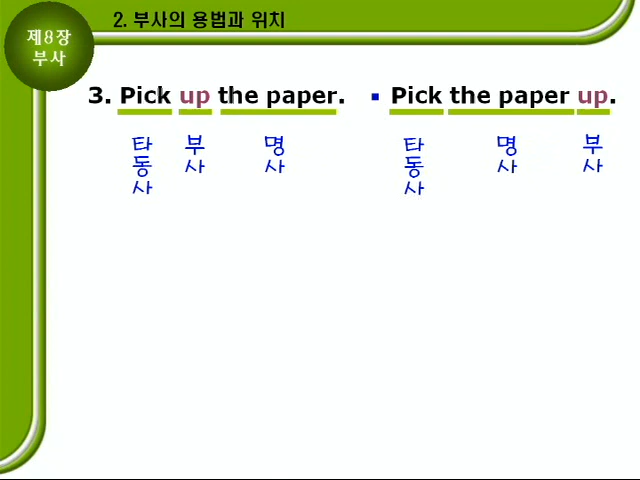 제8장
부사
2. 부사의 용법과 위치
3. Pick up the paper. ▪ Pick the paper up.
타동사 부사 명사 타동사 명사 부사